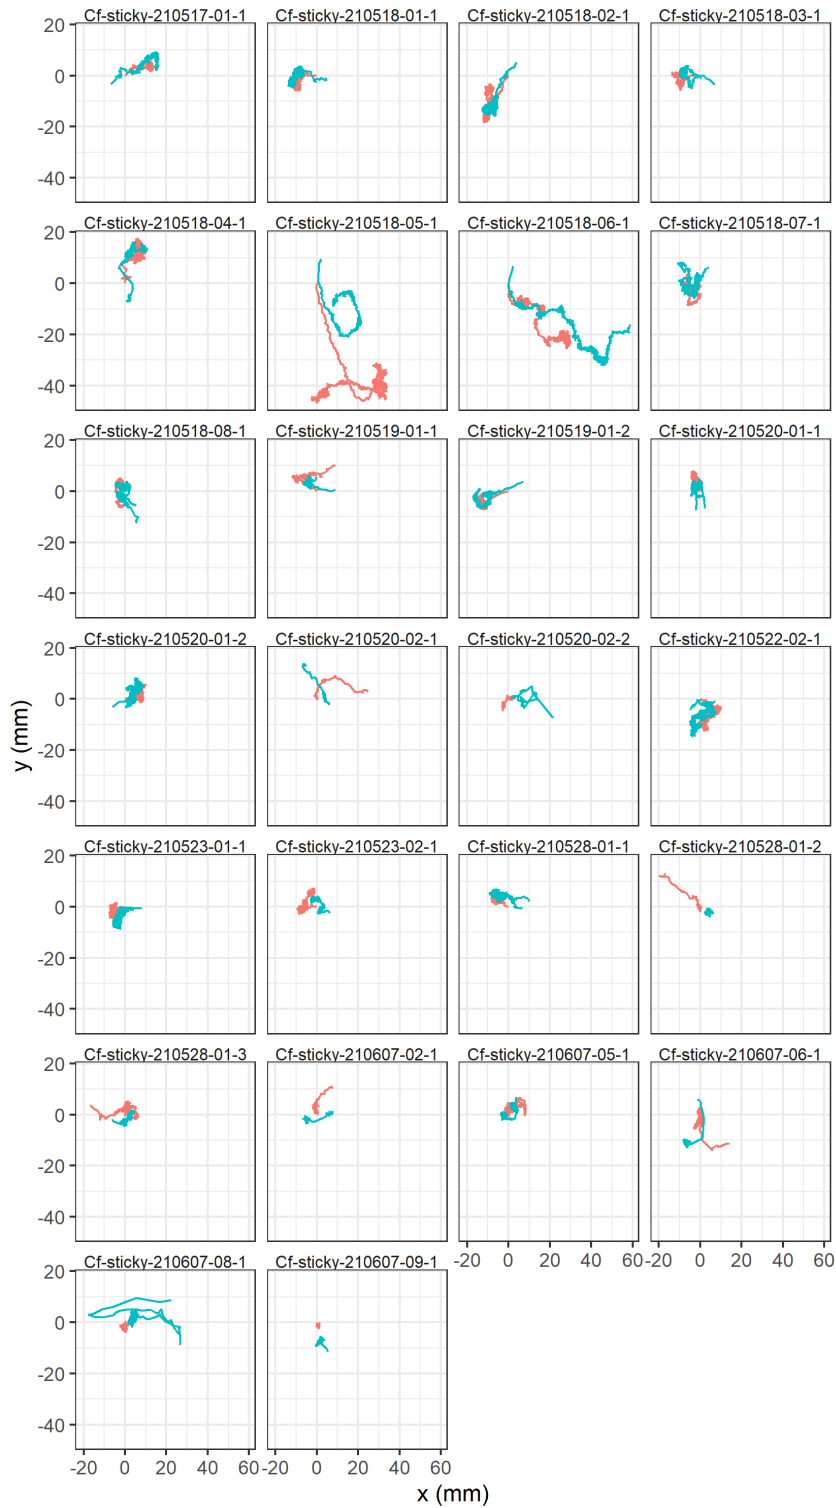 Cf-sticky-210517-01-1 Cf-sticky-210518-01-1 Cf-sticky-210518-02-1 Cf-sticky-210518-03-1
20
0
-20
-40
Cf-sticky-210518-04-1 Cf-sticky-210518-05-1 Cf-sticky-210518-06-1 Cf-sticky-210518-07-1
20
0
-20
-40
Cf-sticky-210518-08-1 Cf-sticky-210519-01-1 Cf-sticky-210519-01-2 Cf-sticky-210520-01-1
20
0
-20
-40
Cf-sticky-210520-01-2 Cf-sticky-210520-02-1 Cf-sticky-210520-02-2 Cf-sticky-210522-02-1
20
0
-20
-40
y (mm)
Cf-sticky-210523-01-1 Cf-sticky-210523-02-1 Cf-sticky-210528-01-1 Cf-sticky-210528-01-2
20
0
-20
-40
Cf-sticky-210528-01-3 Cf-sticky-210607-02-1 Cf-sticky-210607-05-1 Cf-sticky-210607-06-1
20
0
-20
-40
-20 0 20 40 60 -20 0 20 40 60
Cf-sticky-210607-08-1 Cf-sticky-210607-09-1
20
0
-20
-40
-20 0 20 40 60 -20 0 20 40 60
x (mm)